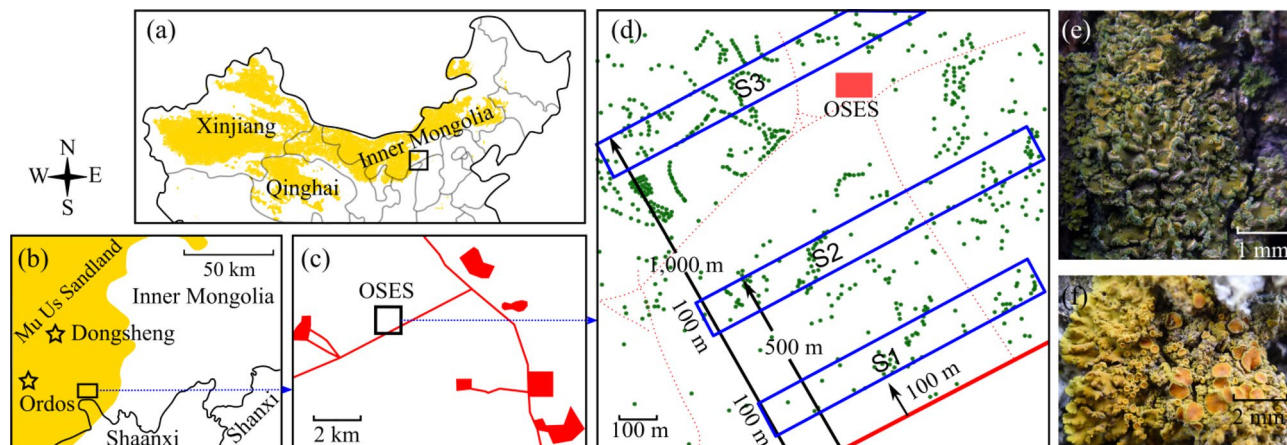 (a)
Xinjiang
Inner Mongolia
Qinghai
N
W E
S
(b)
50 km
Mu Us Sandland
Inner Mongolia
Dongsheng
Ordos
Shaanxi
Shanxi
(c)
OSES
2 km
(d)
S3
OSES
1,000 m
S2
100 m
500 m
S1
100 m
100 m
100 m
(e)
1 mm
(f)
2 mm